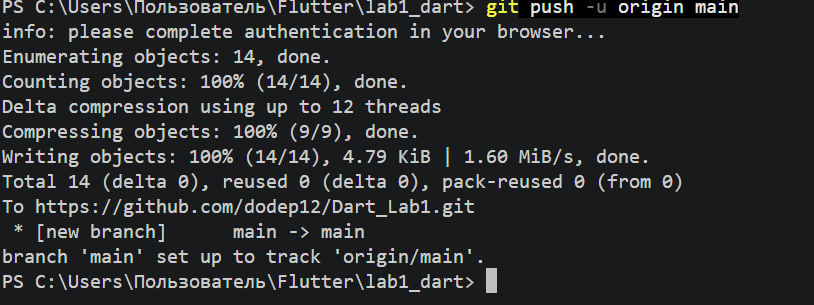 PS C:\Users\Пользователь\Flutter\lab1_dart> git push -u origin main
info: please complete authentication in your browser...
Enumerating objects: 14, done.
Counting objects: 100% (14/14), done.
Delta compression using up to 12 threads
Compressing objects: 100% (9/9), done.
Writing objects: 100% (14/14), 4.79 KiB | 1.60 MiB/s, done.
Total 14 (delta 0), reused 0 (delta 0), pack-reused 0 (from 0)
To https://github.com/dodep12/Dart_Lab1.git
 * [new branch]      main -> main
branch 'main' set up to track 'origin/main'.
PS C:\Users\Пользователь\Flutter\lab1_dart>